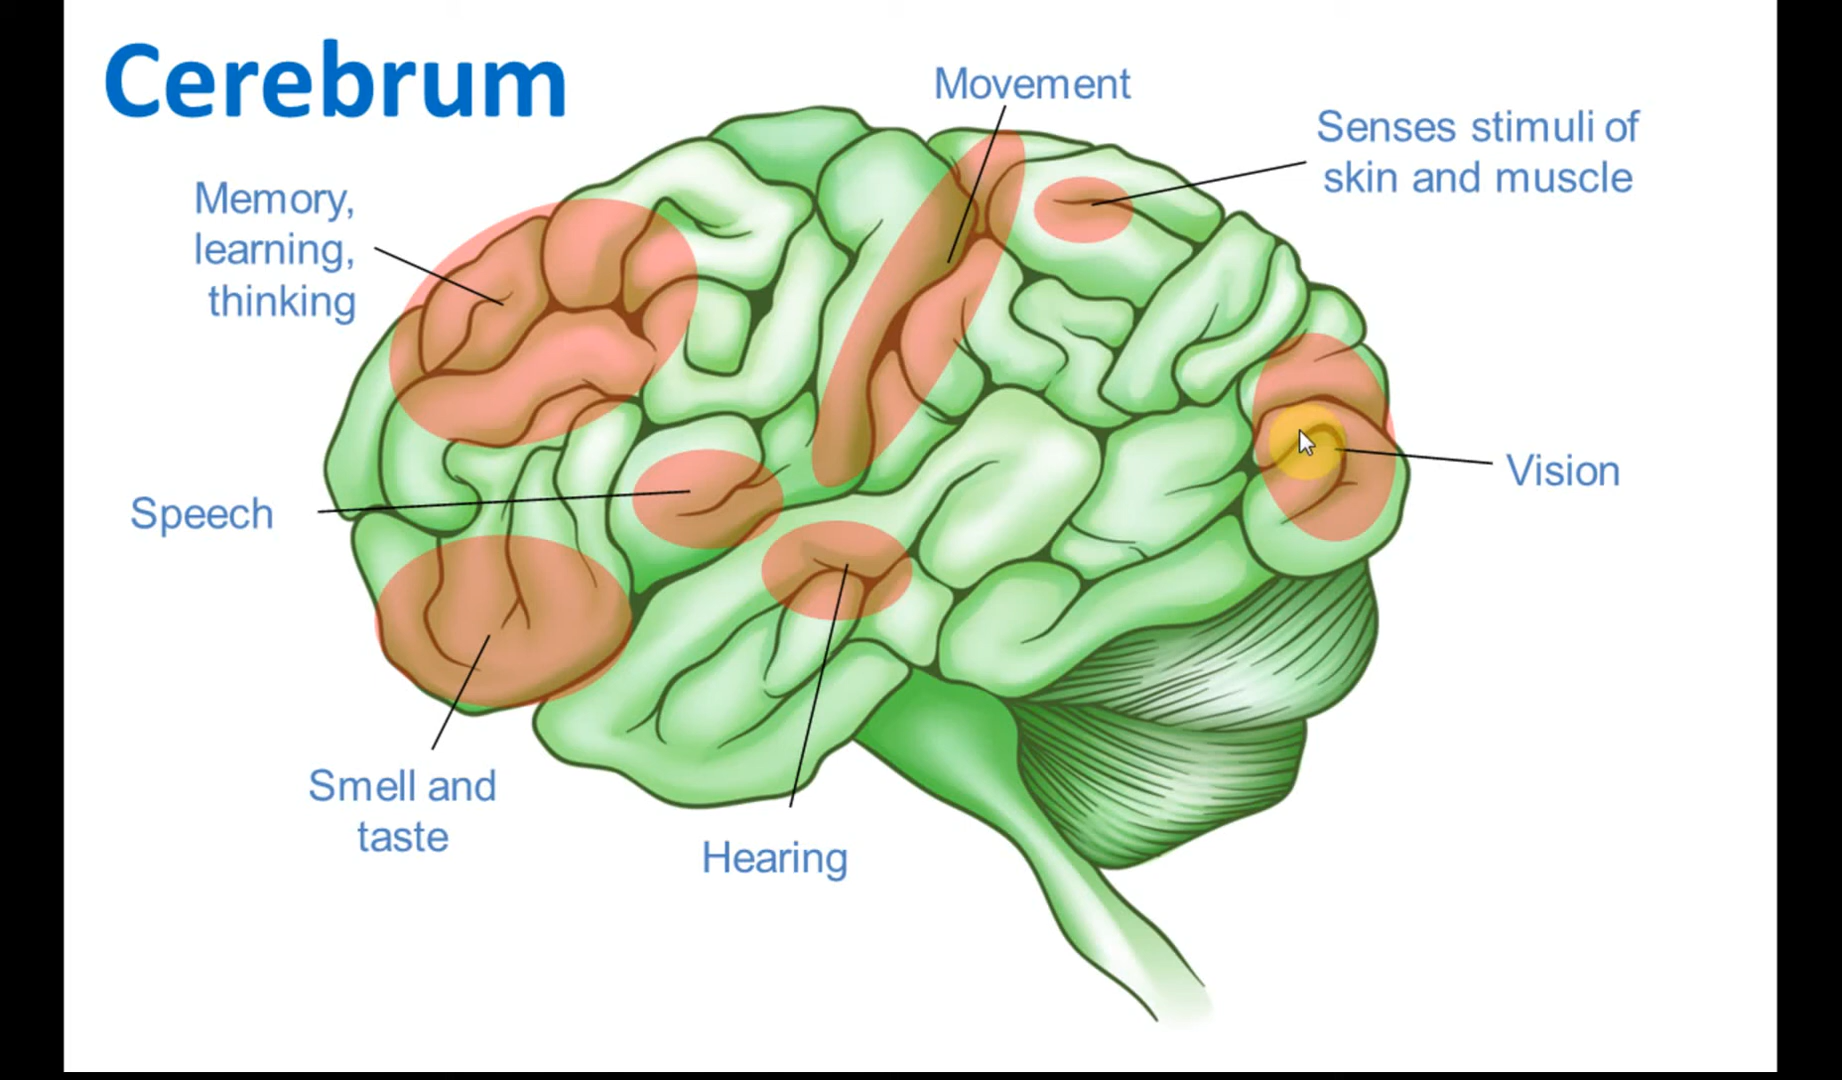 Cerebrum
Movement
Senses stimuli of
skin and muscle
Memory,
learning,
thinking
Vision
Speech
Smell and
taste
Hearing